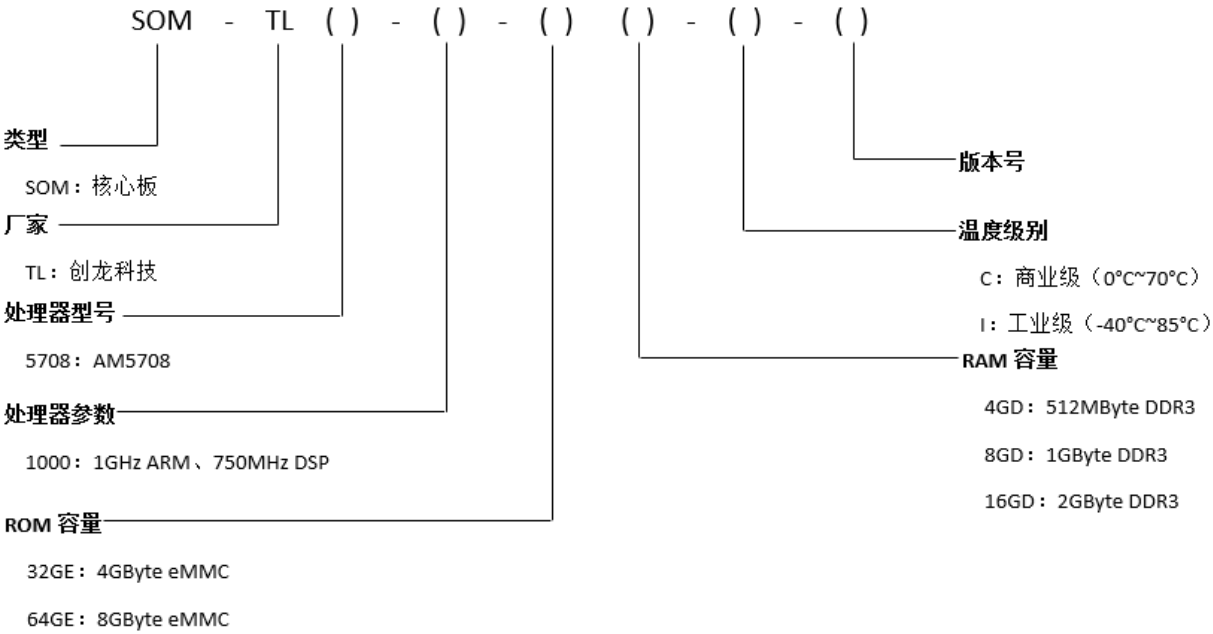 SOM - TL ( ) - ( ) - ( ) ( ) - ( ) - ( )
类型
SOM：核心板
厂家
TL：创龙科技
处理器型号
5708：AM5708
处理器参数
1000：1GHz ARM、750MHz DSP
ROM 容量
32GE：4GByte eMMC
64GE：8GByte eMMC
版本号
温度级别
C：商业级（0°C~70°C）
I：工业级（-40°C~85°C）
RAM 容量
4GD：512MByte DDR3
8GD：1GByte DDR3
16GD：2GByte DDR3